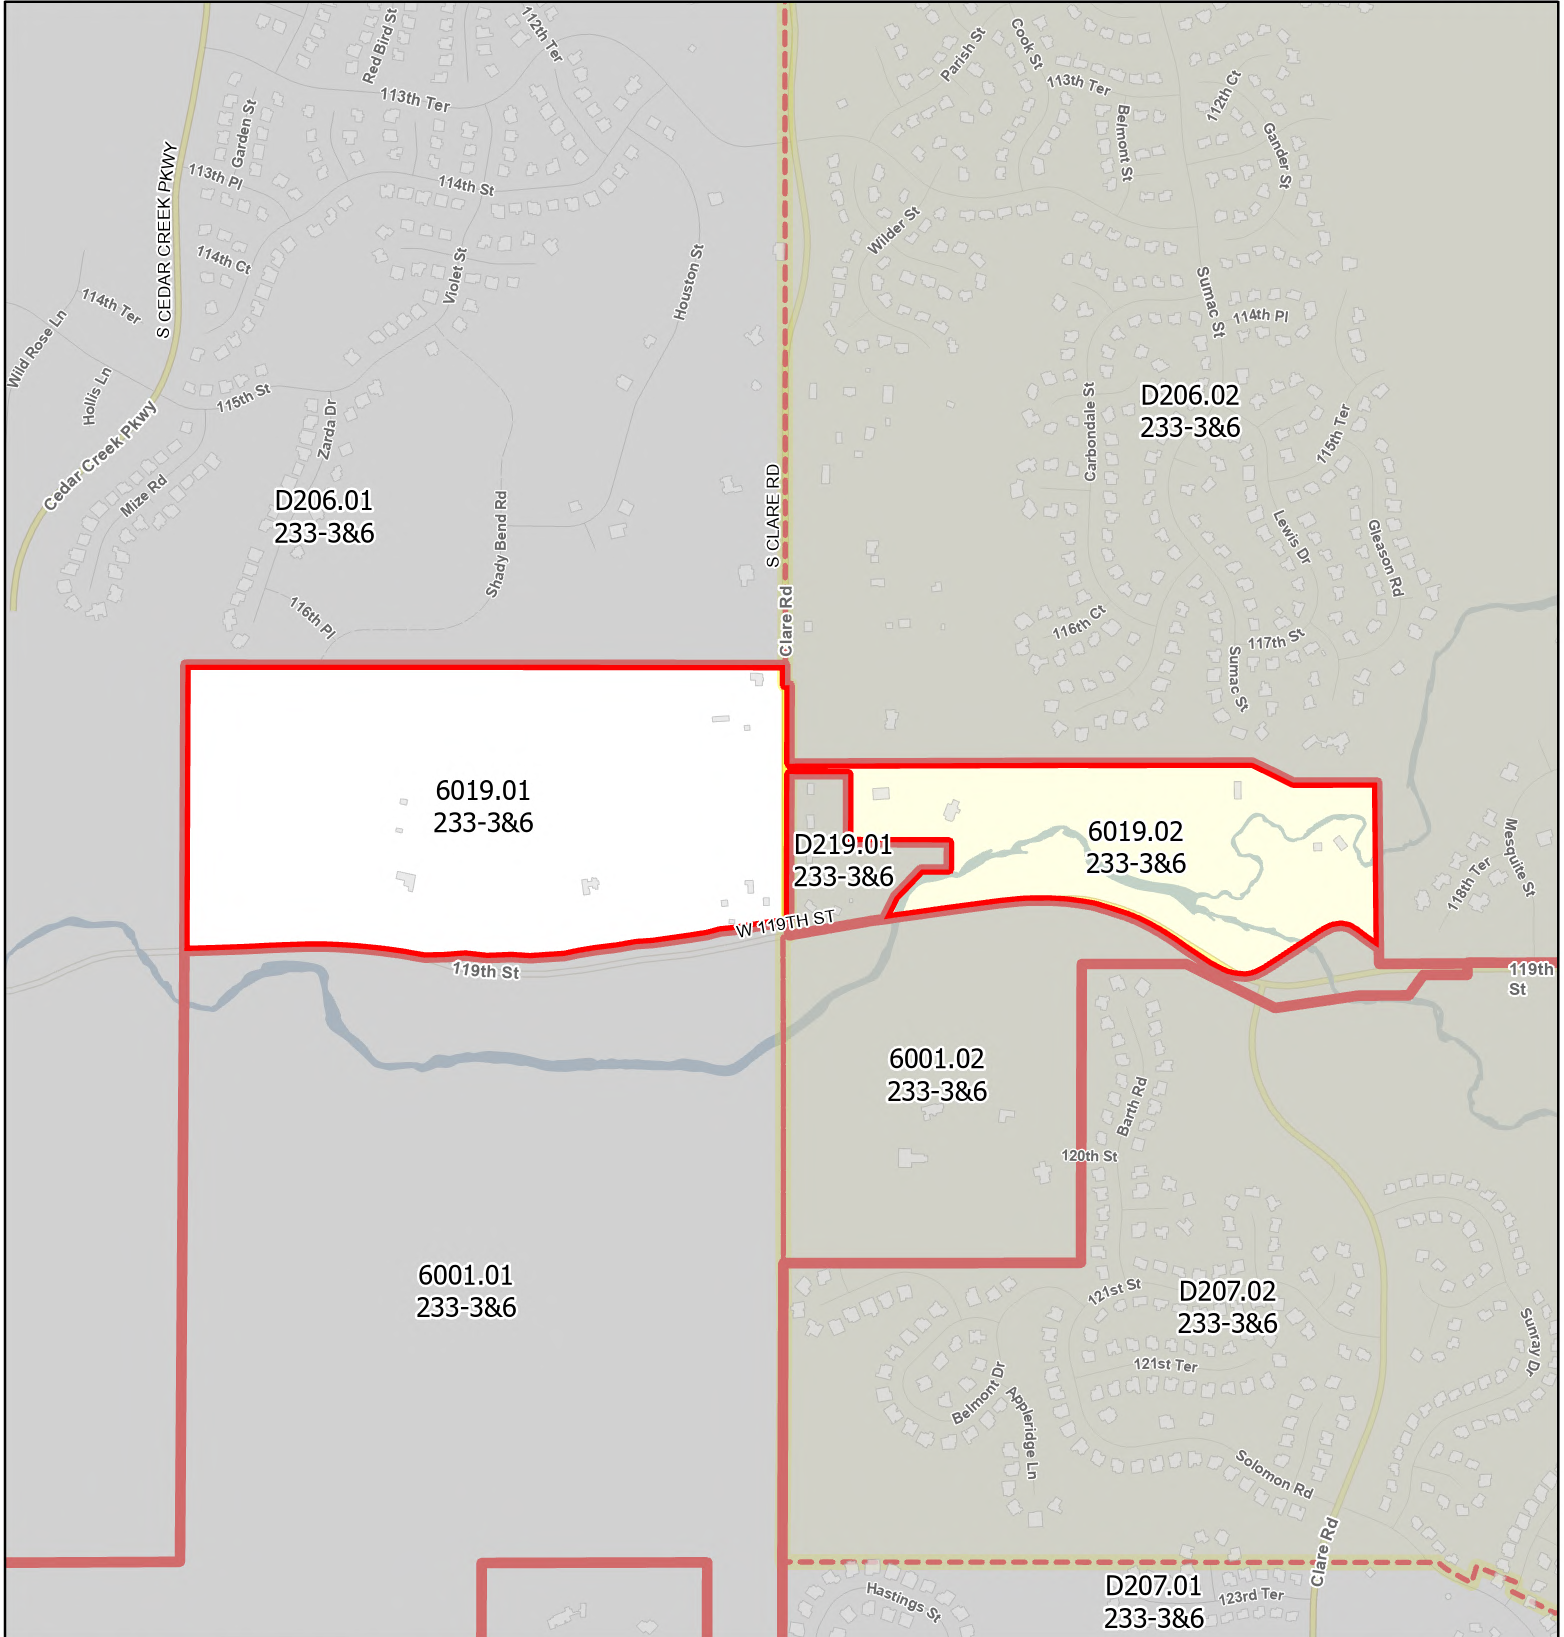 Red Bird St
112th Ter
Parish St
Cook St
113th Ter
113th Ter
112th Ct
Garden St
Belmont St
Gander St
S CEDAR CREEK PKWY
113th Pl
114th St
Wilder St
114th Ct
Violet St
Houston St
Sumac St
114th Ter
114th Pl
Wild Rose Ln
Hollis Ln
115th St
Zarda Dr
Cedar Creek Pkwy
Carbondale St
D206.02
233-3&6
115th Ter
Mize Rd
D206.01
233-3&6
S CLARE RD
Shady Bend Rd
Lewis Dr
Gleason Rd
116th Pl
Clare Rd
116th Ct
117th St
Sumac St
6019.01
233-3&6
D219.01
233-3&6
6019.02
233-3&6
Mesquite St
118th Ter
W 119TH ST
119th St
119th
St
6001.02
233-3&6
Barth Rd
120th St
6001.01
233-3&6
121st St
D207.02
233-3&6
Sunray Dr
121st Ter
Belmont Dr
Appleridge Ln
Solomon Rd
Clare Rd
D207.01
233-3&6
Hastings St
123rd Ter